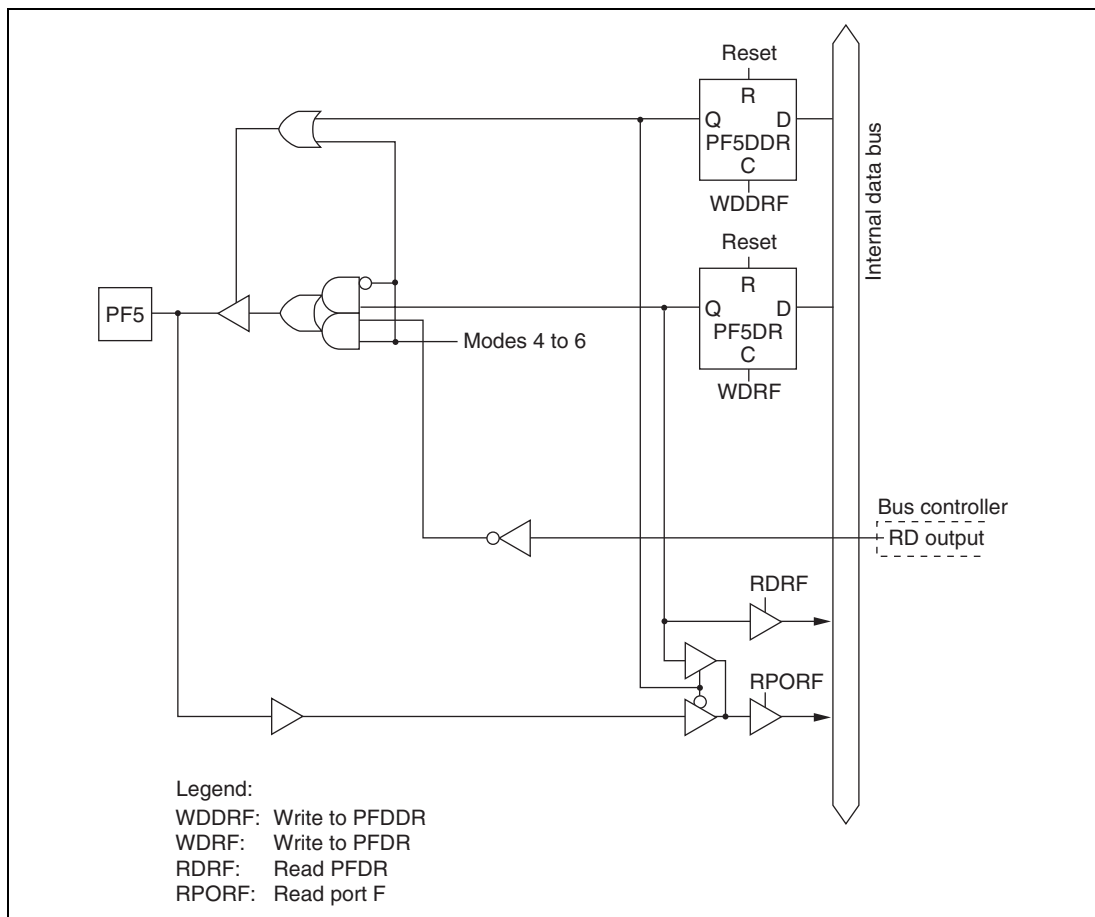 Reset
R
Q D
PF5DDR
C
WDDRF
Internal data bus
Reset
R
Q D
PF5DR
C
WDRF
PF5
Modes 4 to 6
Bus controller
RD output
RDRF
RPORF
Legend:
WDDRF: Write to PFDDR
WDRF: Write to PFDR
RDRF: Read PFDR
RPORF: Read port F